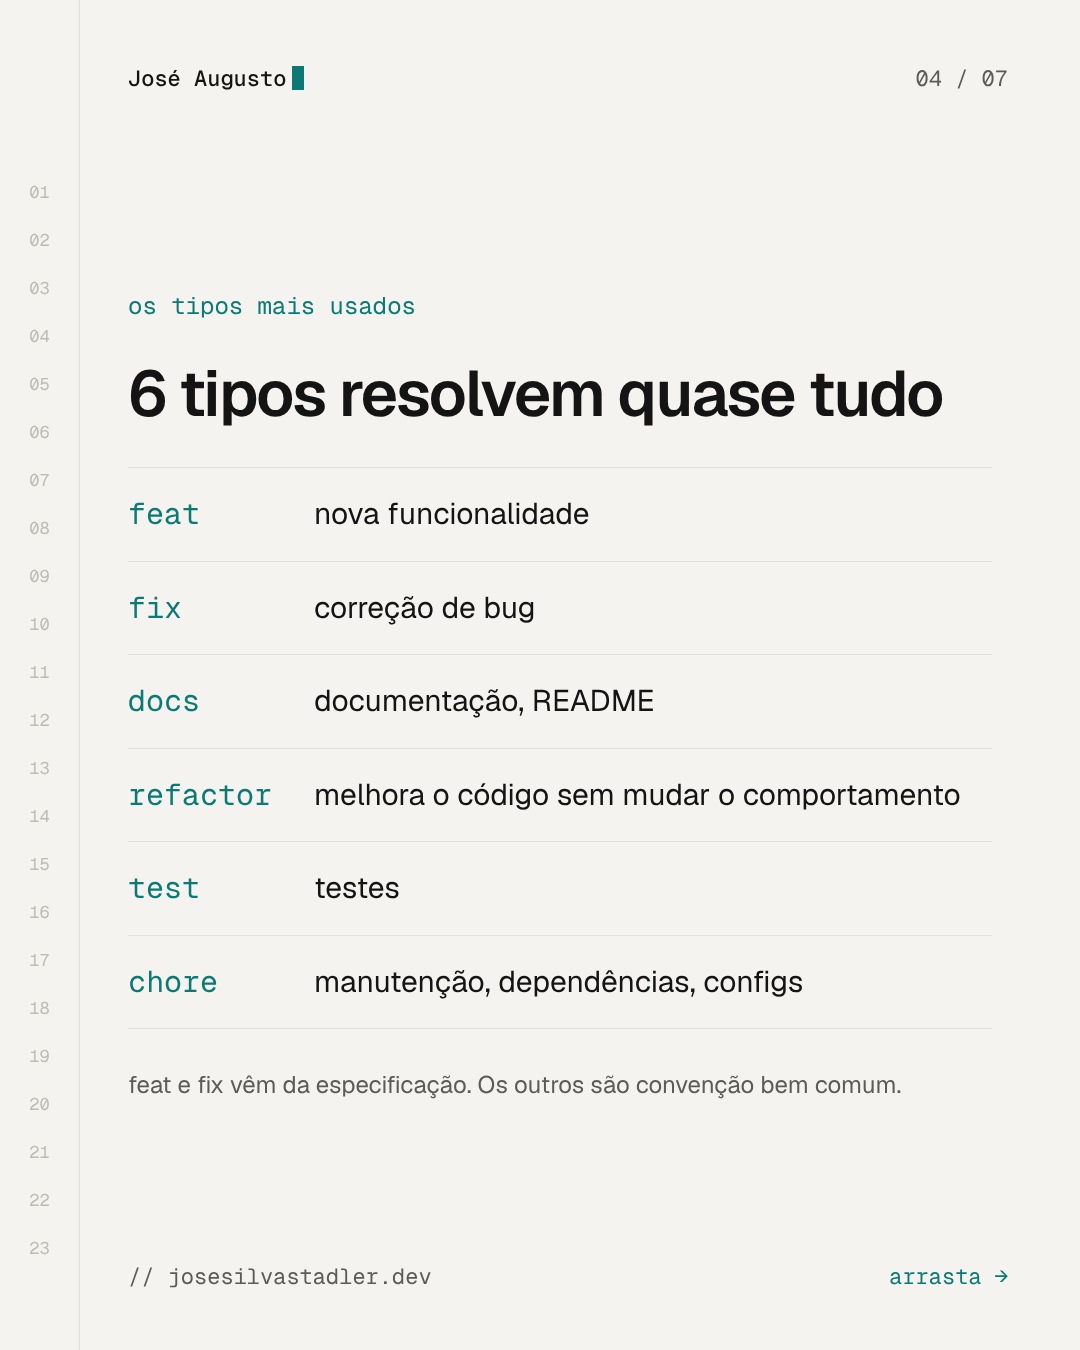 José Augusto
04 / 07
01
02
03
04
05
06
07
08
09
10
11
12
13
14
15
16
17
18
19
20
21
22
23
os tipos mais usados
6 tipos resolvem quase tudo
feat nova funcionalidade
fix correção de bug
docs documentação, README
refactor melhora o código sem mudar o comportamento
test testes
chore manutenção, dependências, configs
feat e fix vêm da especificação. Os outros são convenção bem comum.
// josesilvastadler.dev
arrasta →